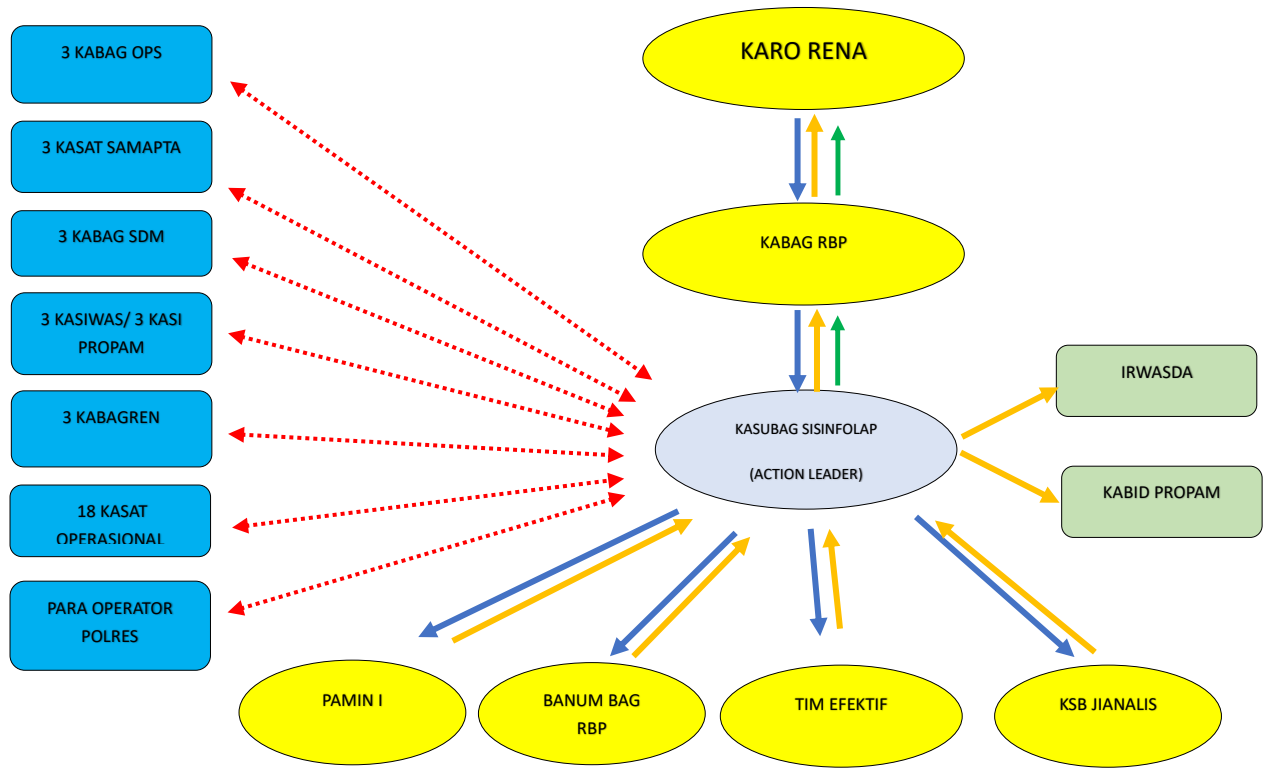 3 KABAG OPS
3 KASAT SAMAPTA
3 KABAG SDM
3 KASIWAS/ 3 KASI
PROPAM
3 KABAGREN
18 KASAT
OPERASIONAL
PARA OPERATOR
POLRES
KARO RENA
KABAG RBP
KASUBAG SISINFOLAP
(ACTION LEADER)
IRWASDA
KABID PROPAM
PAMIN I
BANUM BAG
RBP
TIM EFEKTIF
KSB JIANALIS